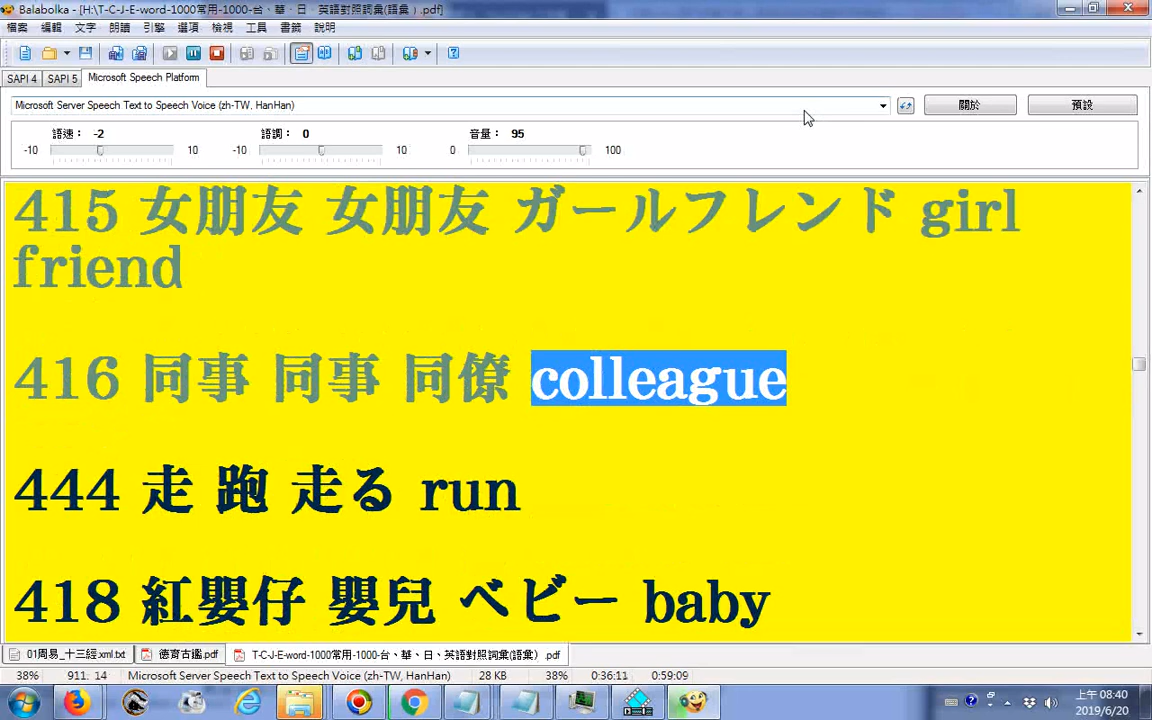 Balabolka - [H:\T-C-J-E-word-1000常用-1000-台、華、日、英語對照詞彙(語彙).pdf]
檔案 編輯 文字 朗讀 引擎 選項 檢視 工具 書籤 說明
SAPI 4 SAPI 5 Microsoft Speech Platform
Microsoft Server Speech Text to Speech Voice (zh-TW, HanHan) 關於 預設
語速： -2 語調： 0 音量： 95
-10 10 -10 10 0 100
415 女朋友 女朋友 ガールフレンド girl
friend
416 同事 同事 同僚 colleague
444 走 跑 走る run
418 紅嬰仔 嬰兒 ベビー baby
01周易_十三經.xml.txt 德育古鑑.pdf T-C-J-E-word-1000常用-1000-台、華、日、英語對照詞彙(語彙) .pdf
38% 911: 14 Microsoft Server Speech Text to Speech Voice (zh-TW, HanHan) 28 KB 38% 0:36:11 0:59:09
上午 08:40
2019/6/20